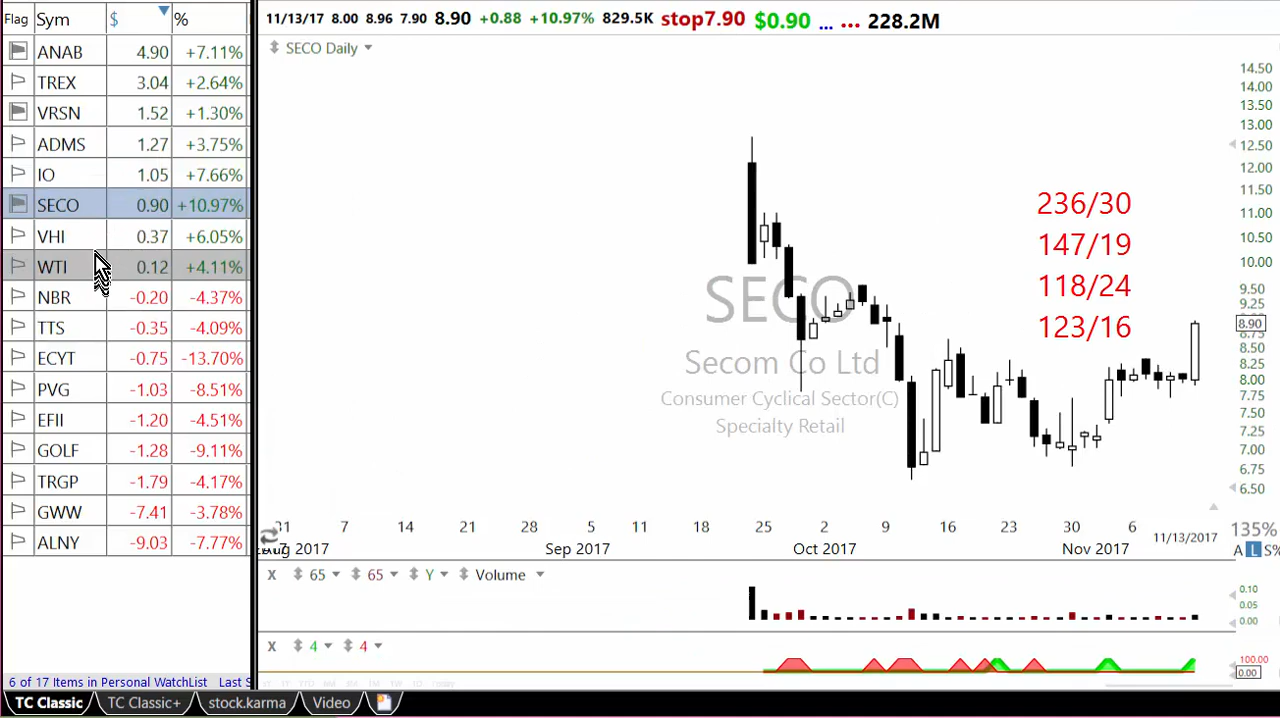 Flag Sym $ %
ANAB 4.90 +7.11%
TREX 3.04 +2.64%
VRSN 1.52 +1.30%
ADMS 1.27 +3.75%
IO 1.05 +7.66%
SECO 0.90 +10.97%
VHI 0.37 +6.05%
WTI 0.12 +4.11%
NBR -0.20 -4.37%
TTS -0.35 -4.09%
ECYT -0.75 -13.70%
PVG -1.03 -8.51%
EFII -1.20 -4.51%
GOLF -1.28 -9.11%
TRGP -1.79 -4.17%
GWW -7.41 -3.78%
ALNY -9.03 -7.77%
6 of 17 Items in Personal WatchList Last S
11/13/17 8.00 8.96 7.90 8.90 +0.88 +10.97% 829.5K stop7.90 $0.90 ... ... 228.2M
SECO Daily
236/30
147/19
118/24
123/16
SECO
Secom Co Ltd
Consumer Cyclical Sector(C)
Specialty Retail
14.50
14.00
13.50
13.00
12.50
12.00
11.50
11.00
10.50
10.00
9.50
9.25
9.00
8.90
8.75
8.50
8.25
8.00
7.75
7.50
7.25
7.00
6.75
6.50
31 7 14 21 28 5 11 18 25 2 9 16 23 30 6
135%
Aug 2017 Sep 2017 Oct 2017 Nov 2017 11/13/2017
A L S%
X 65 65 Y Volume
0.10
0.05
0.00
X 4 4
100.00
0.00
TC Classic TC Classic+ stock.karma Video